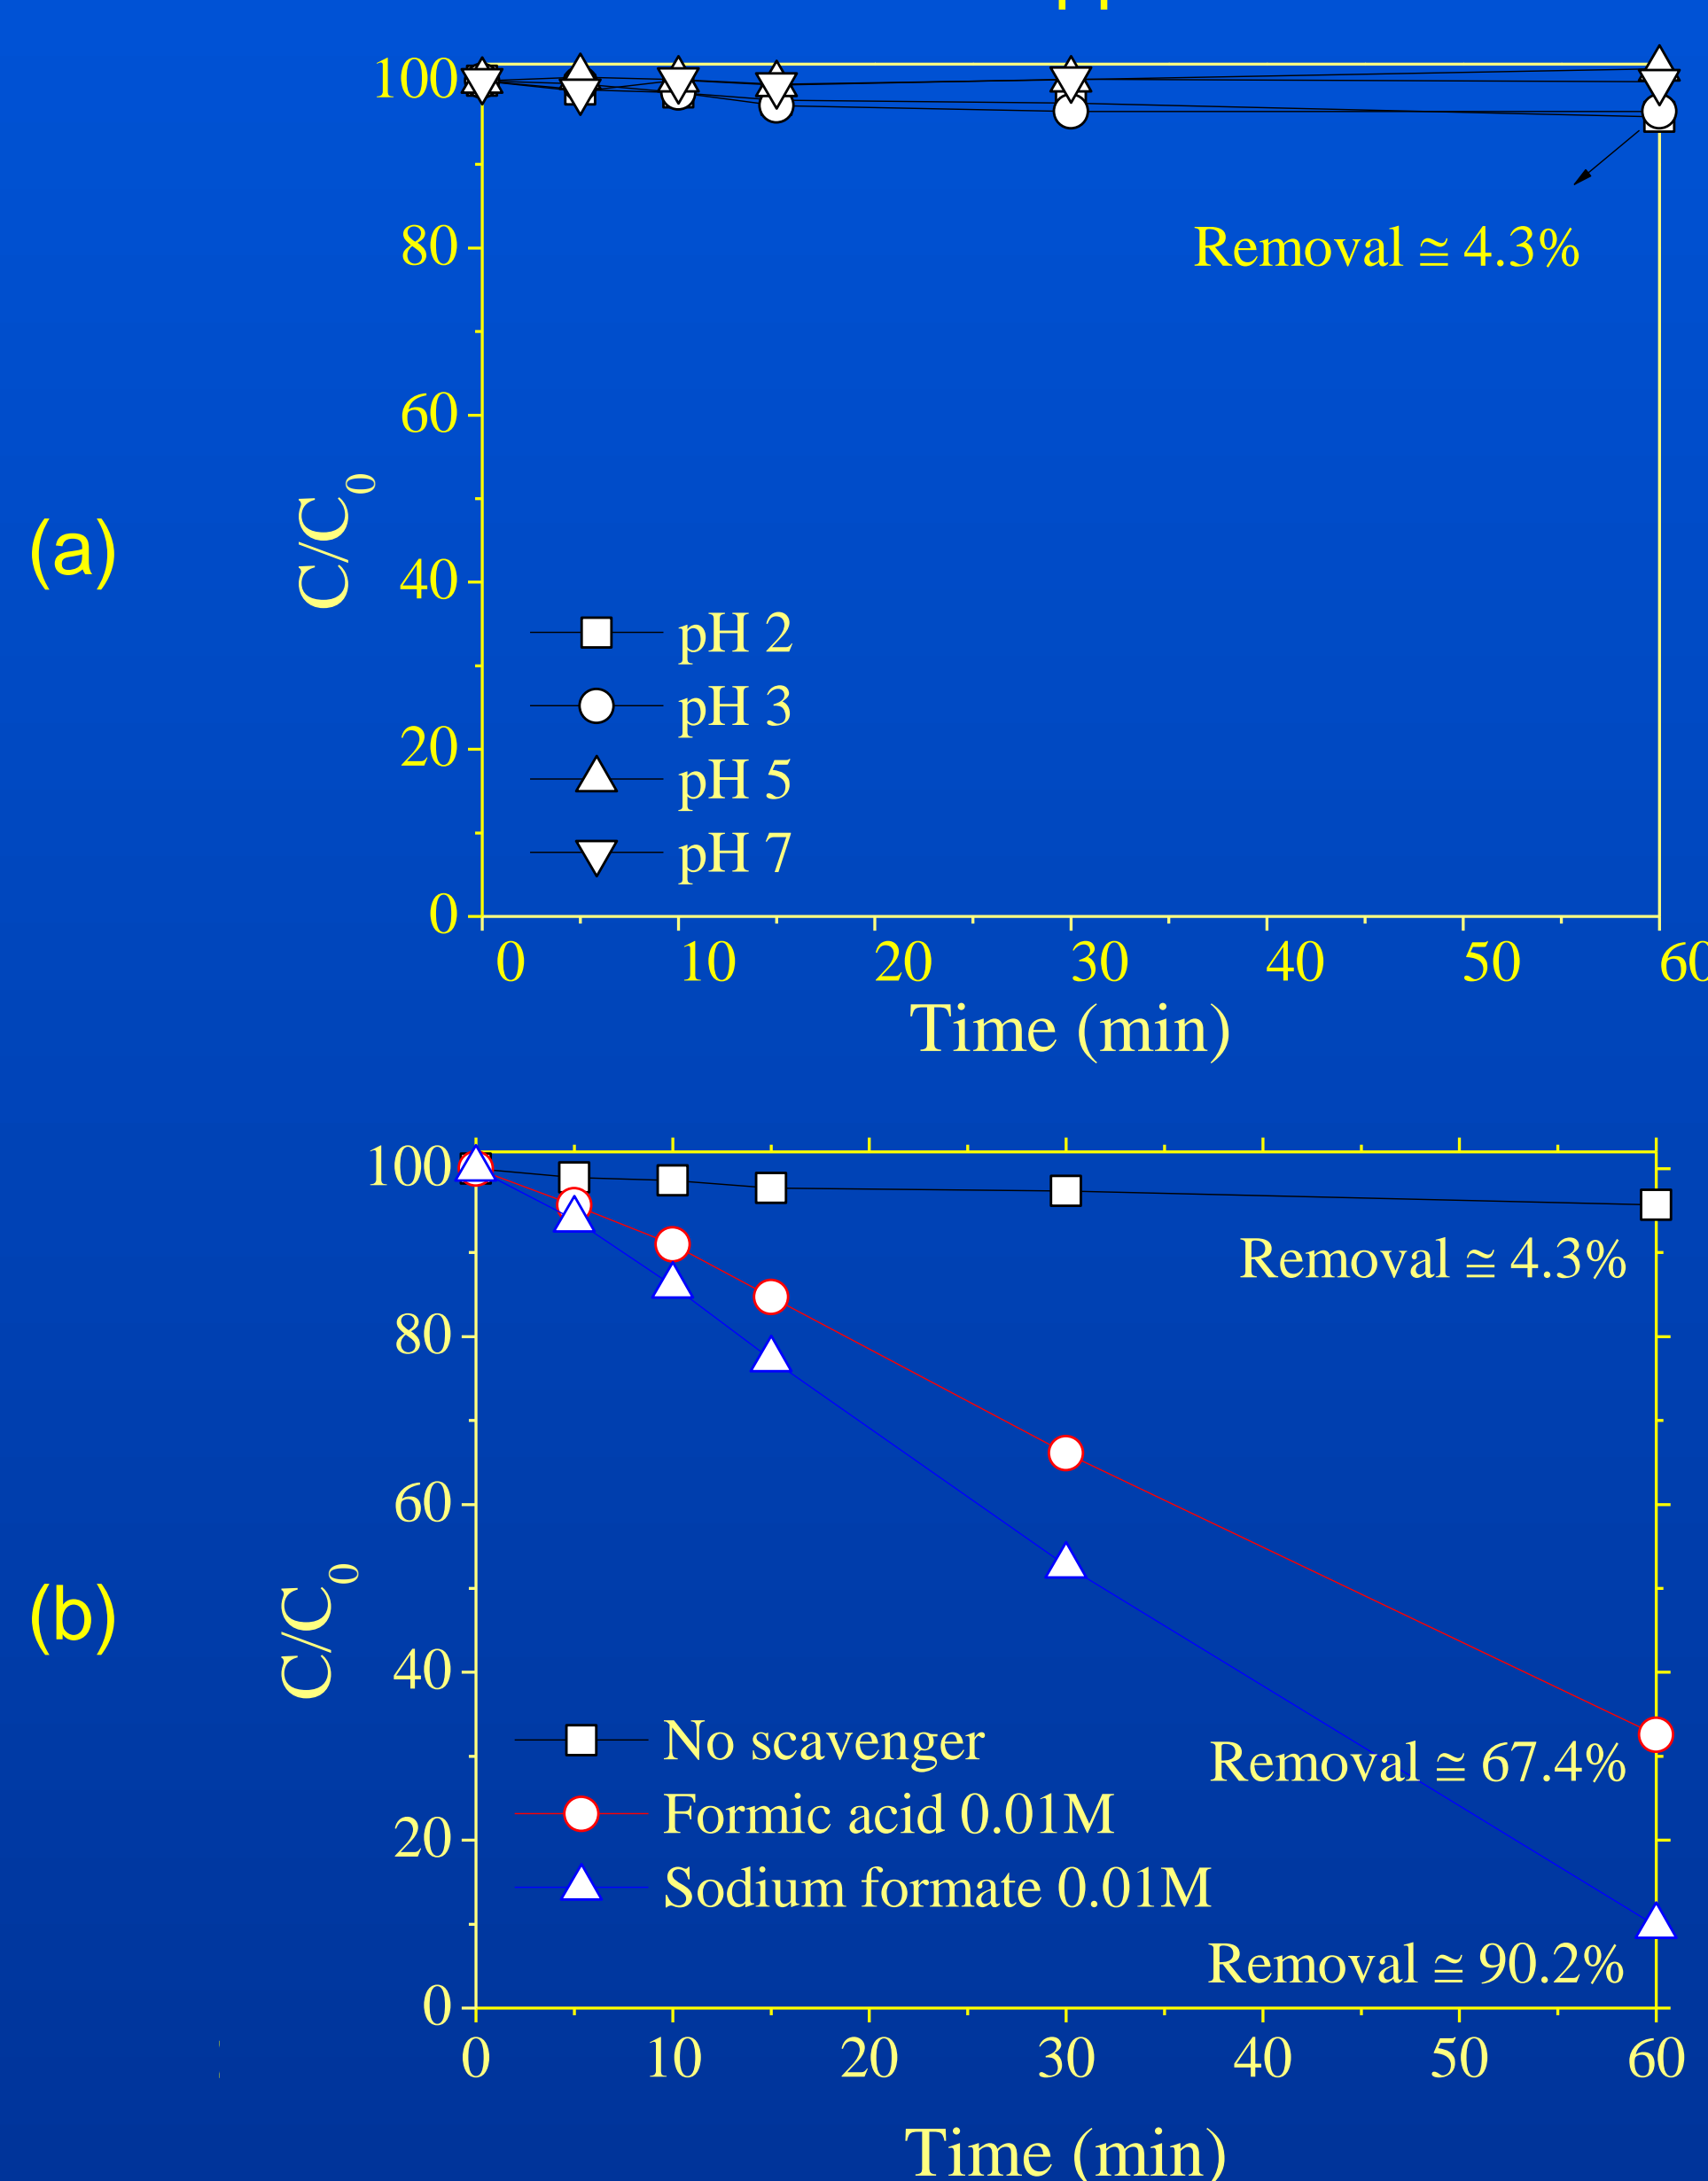 100
80
60
40
20
0
C/C0
(a)
Removal ≅ 4.3%
pH 2
pH 3
pH 5
pH 7
0 10 20 30 40 50 60
Time (min)
100
80
60
40
20
0
C/C0
(b)
Removal ≅ 4.3%
Removal ≅ 67.4%
No scavenger
Formic acid 0.01M
Sodium formate 0.01M
Removal ≅ 90.2%
0 10 20 30 40 50 60
Time (min)